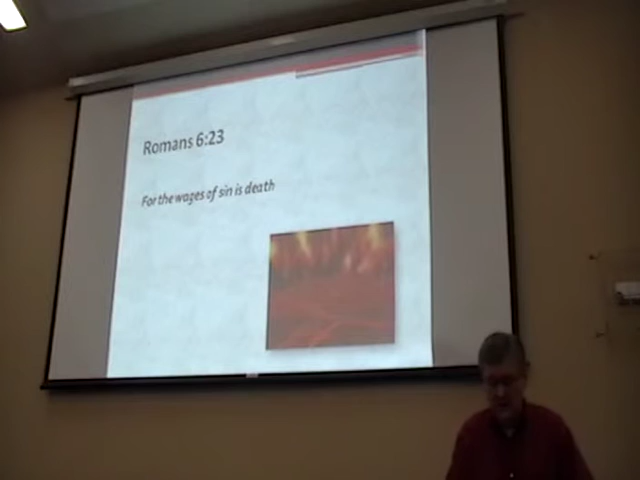 Romans 6:23
For the wages of sin is death